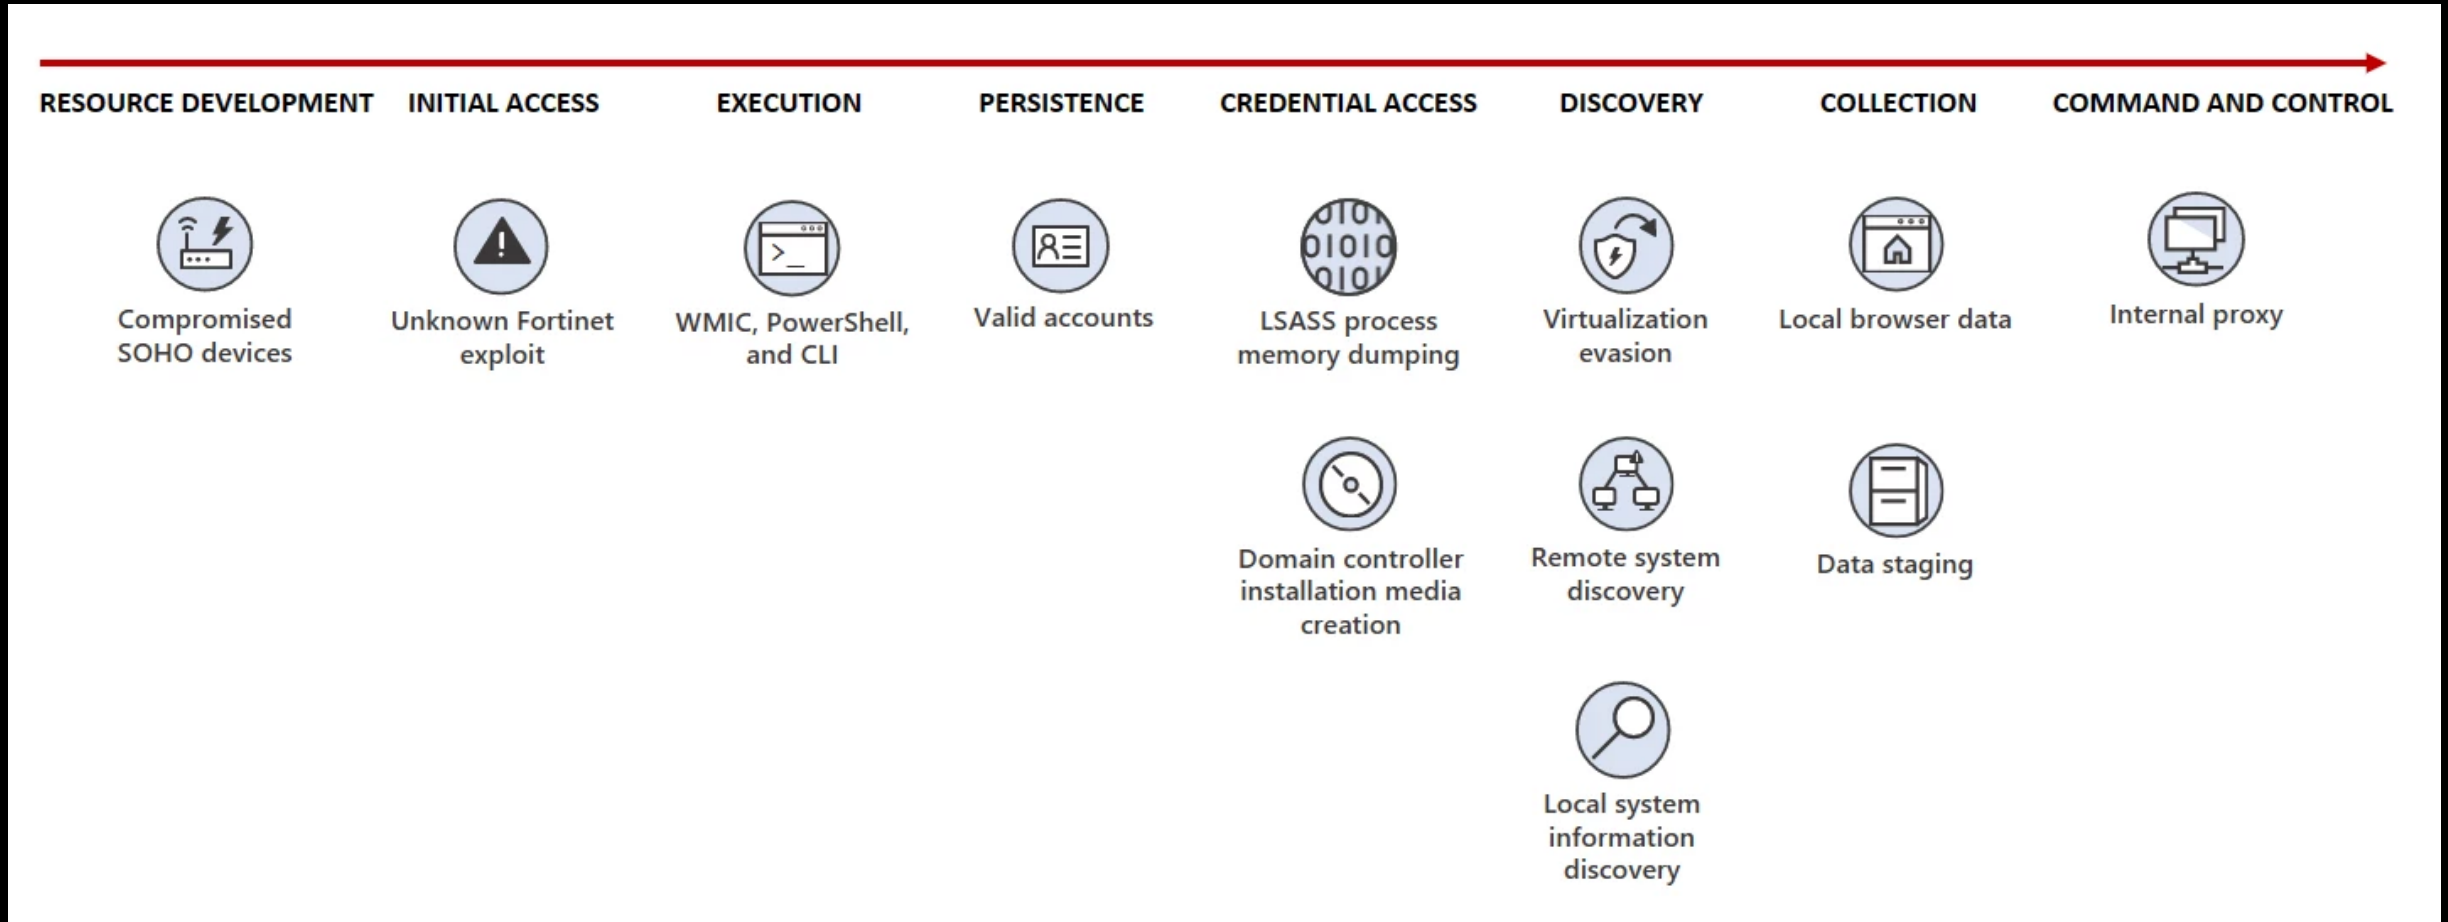 RESOURCE DEVELOPMENT
INITIAL ACCESS
EXECUTION
PERSISTENCE
CREDENTIAL ACCESS
DISCOVERY
COLLECTION
COMMAND AND CONTROL
Compromised
SOHO devices
Unknown Fortinet
exploit
WMIC, PowerShell,
and CLI
Valid accounts
LSASS process
memory dumping
Domain controller
installation media
creation
Virtualization
evasion
Remote system
discovery
Local system
information
discovery
Local browser data
Data staging
Internal proxy